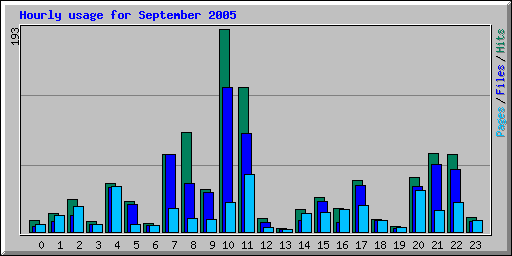 Hourly usage for September 2005
193
Pages/Files/Hits
0 1 2 3 4 5 6 7 8 9 10 11 12 13 14 15 16 17 18 19 20 21 22 23